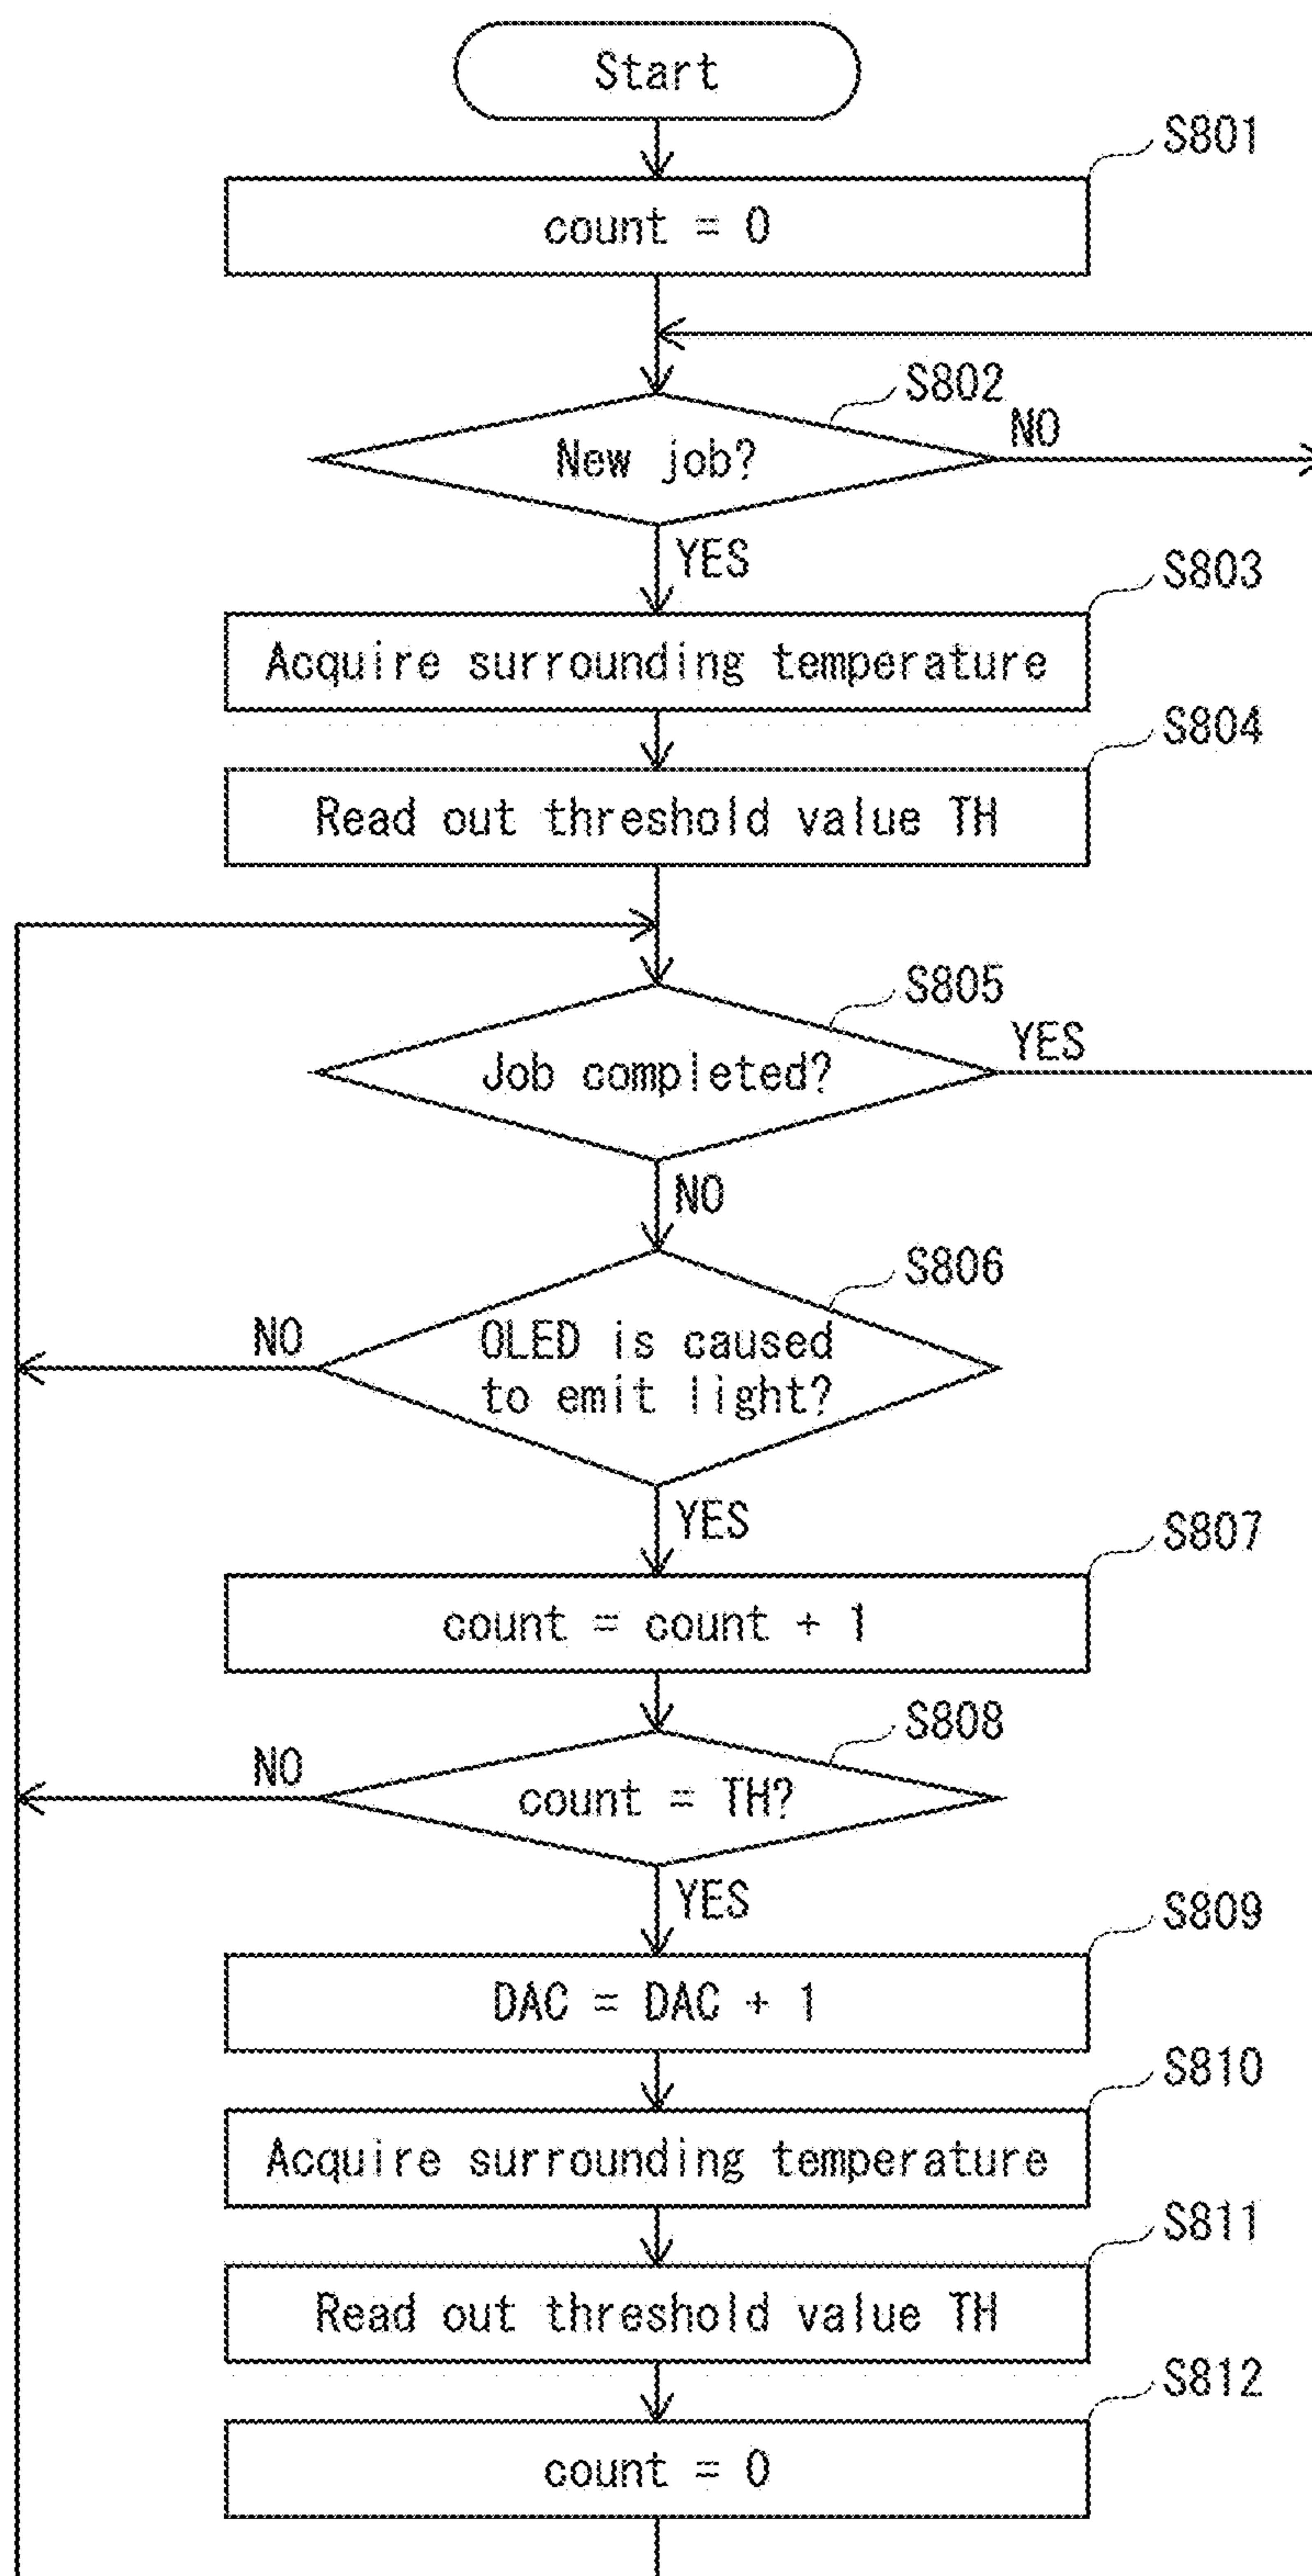 Start
S801
count = 0
S802
New job?
NO
YES
S803
Acquire surrounding temperature
S804
Read out threshold value TH
S805
Job completed?
YES
NO
S806
OLED is caused
to emit light?
NO
YES
S807
count = count + 1
S808
count = TH?
NO
YES
S809
DAC = DAC + 1
S810
Acquire surrounding temperature
S811
Read out threshold value TH
S812
count = 0